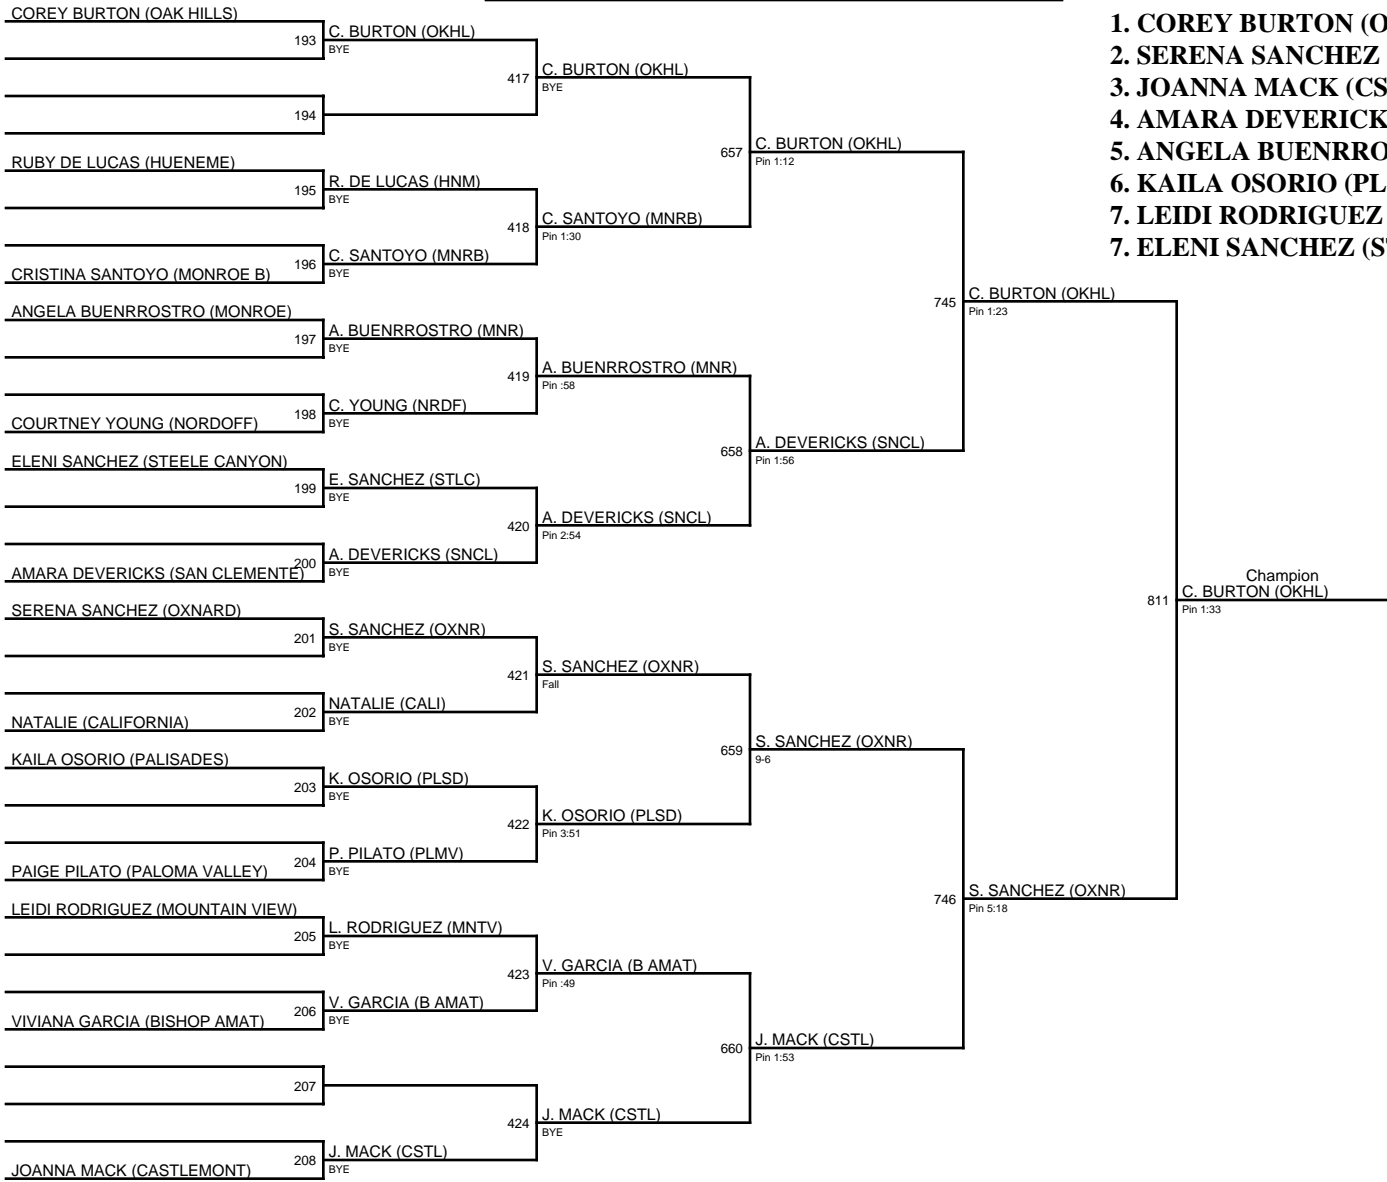 COREY BURTON (OAK HILLS)
193
C. BURTON (OKHL)
BYE
417
C. BURTON (OKHL)
BYE
194
RUBY DE LUCAS (HUENEME)
195
R. DE LUCAS (HNM)
BYE
418
C. SANTOYO (MNRB)
Pin 1:30
196
C. SANTOYO (MNRB)
BYE
CRISTINA SANTOYO (MONROE B)
657
C. BURTON (OKHL)
Pin 1:12
ANGELA BUENRROSTRO (MONROE)
197
A. BUENRROSTRO (MNR)
BYE
419
A. BUENRROSTRO (MNR)
Pin :58
198
C. YOUNG (NRDF)
BYE
COURTNEY YOUNG (NORDOFF)
658
A. DEVERICKS (SNCL)
Pin 1:56
ELENI SANCHEZ (STEELE CANYON)
199
E. SANCHEZ (STLC)
BYE
420
A. DEVERICKS (SNCL)
Pin 2:54
200
A. DEVERICKS (SNCL)
BYE
AMARA DEVERICKS (SAN CLEMENTE)
745
C. BURTON (OKHL)
Pin 1:23
SERENA SANCHEZ (OXNARD)
201
S. SANCHEZ (OXNR)
BYE
421
S. SANCHEZ (OXNR)
Fall
202
NATALIE (CALI)
BYE
NATALIE (CALIFORNIA)
659
S. SANCHEZ (OXNR)
9-6
KAILA OSORIO (PALISADES)
203
K. OSORIO (PLSD)
BYE
422
K. OSORIO (PLSD)
Pin 3:51
204
P. PILATO (PLMV)
BYE
PAIGE PILATO (PALOMA VALLEY)
746
S. SANCHEZ (OXNR)
Pin 5:18
LEIDI RODRIGUEZ (MOUNTAIN VIEW)
205
L. RODRIGUEZ (MNTV)
BYE
423
V. GARCIA (B AMAT)
Pin :49
206
V. GARCIA (B AMAT)
BYE
VIVIANA GARCIA (BISHOP AMAT)
660
J. MACK (CSTL)
Pin 1:53
207
424
J. MACK (CSTL)
BYE
208
J. MACK (CSTL)
BYE
JOANNA MACK (CASTLEMONT)
811
Champion
C. BURTON (OKHL)
Pin 1:33
1. COREY BURTON (O
2. SERENA SANCHEZ
3. JOANNA MACK (CS
4. AMARA DEVERICK
5. ANGELA BUENRRO
6. KAILA OSORIO (PL
7. LEIDI RODRIGUEZ
7. ELENI SANCHEZ (S